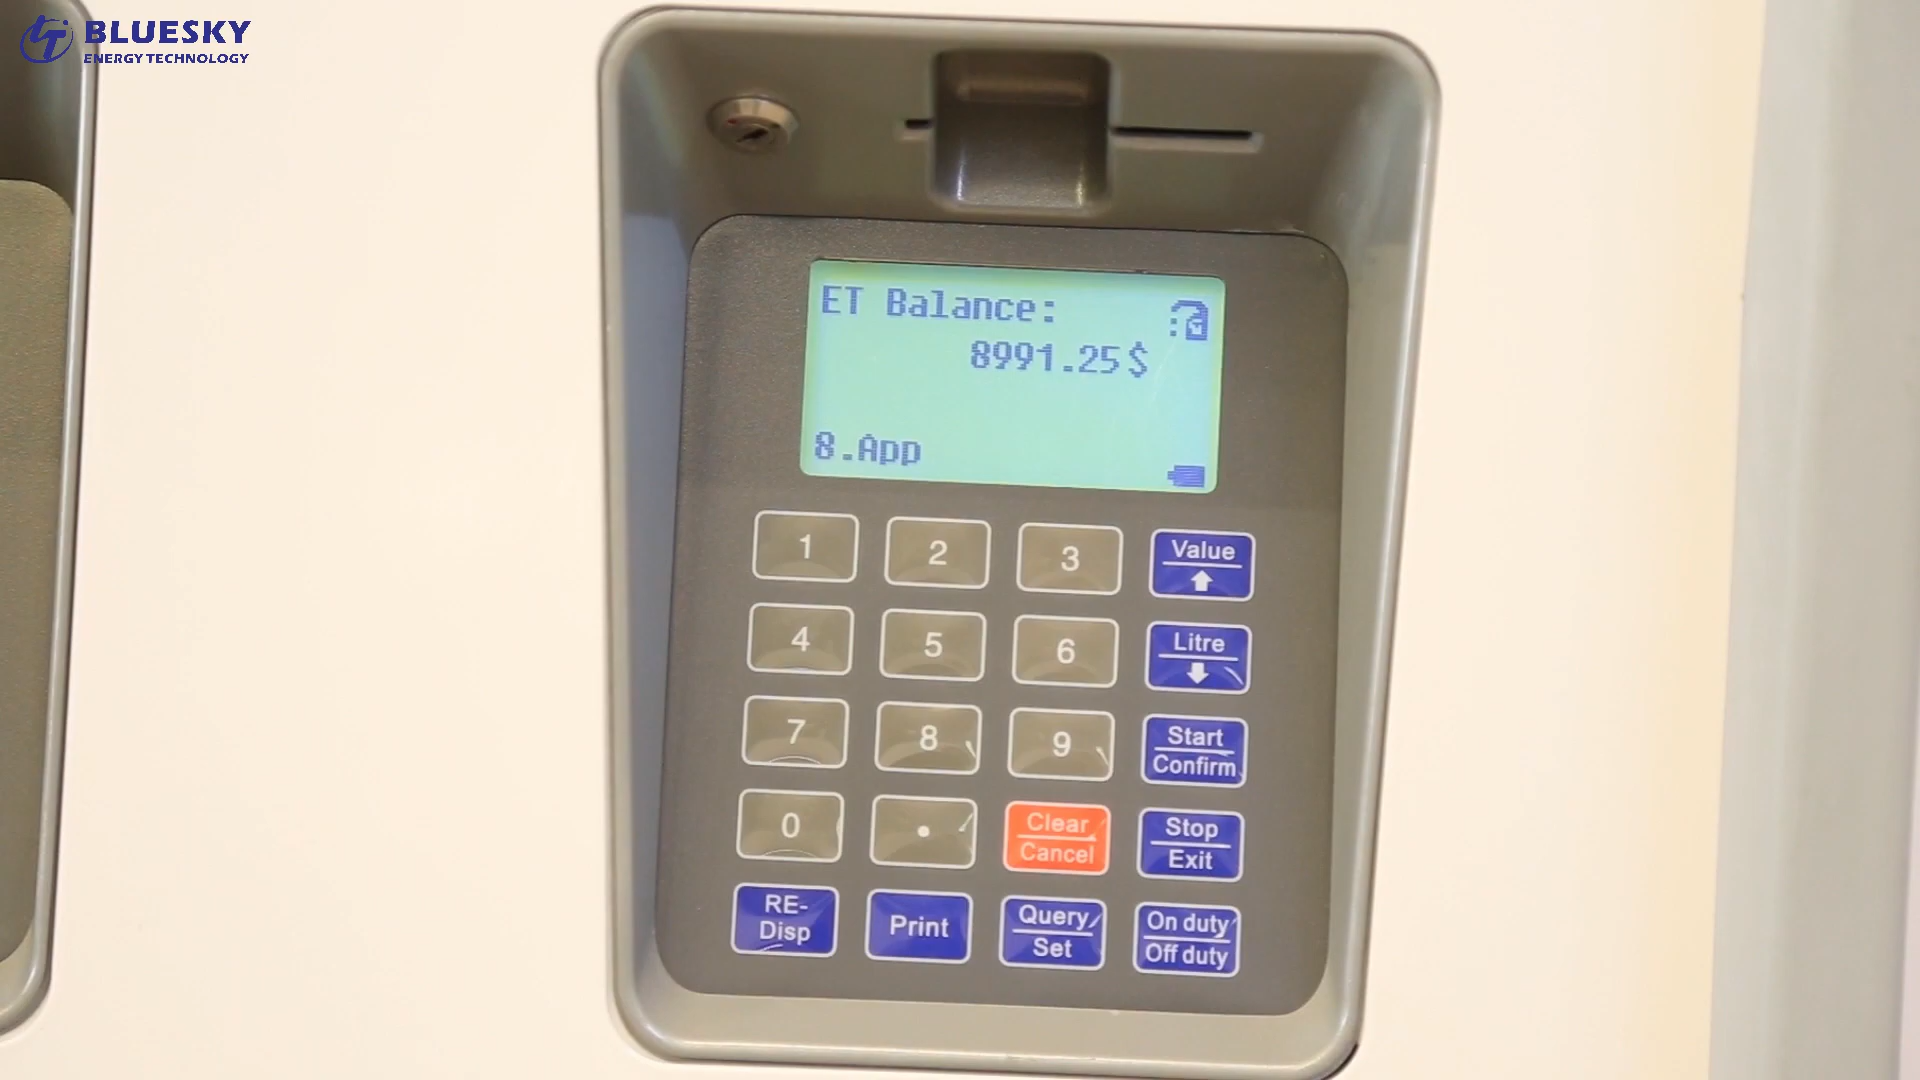 BLUESKY
ENERGY TECHNOLOGY
ET Balance:
8991.25$
8.App
1
2
3
Value
4
5
6
Litre
7
8
9
Start
Confirm
0
.
Clear
Cancel
Stop
Exit
RE-
Disp
Print
Query
Set
On duty
Off duty